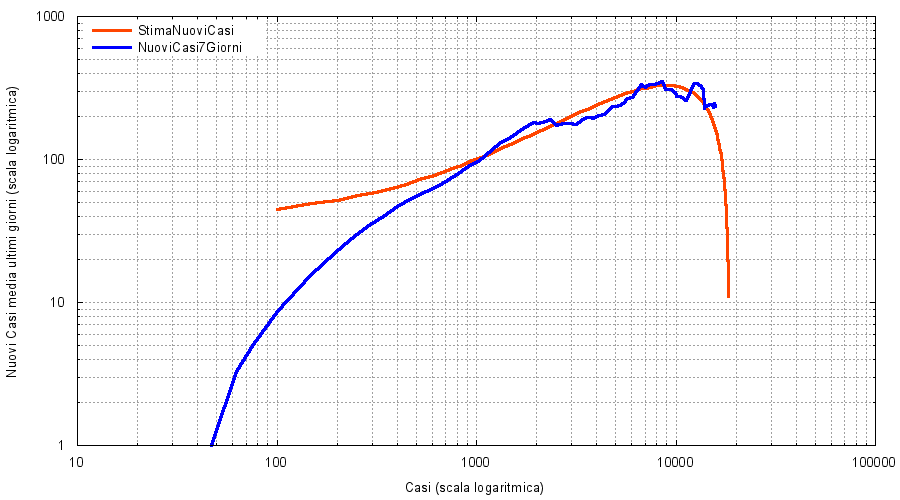 1000
StimaNuoviCasi
NuoviCasi7Giorni
100
10
1
10
100
1000
10000
100000
Nuovi Casi media ultimi giorni (scala logaritmica)
Casi (scala logaritmica)